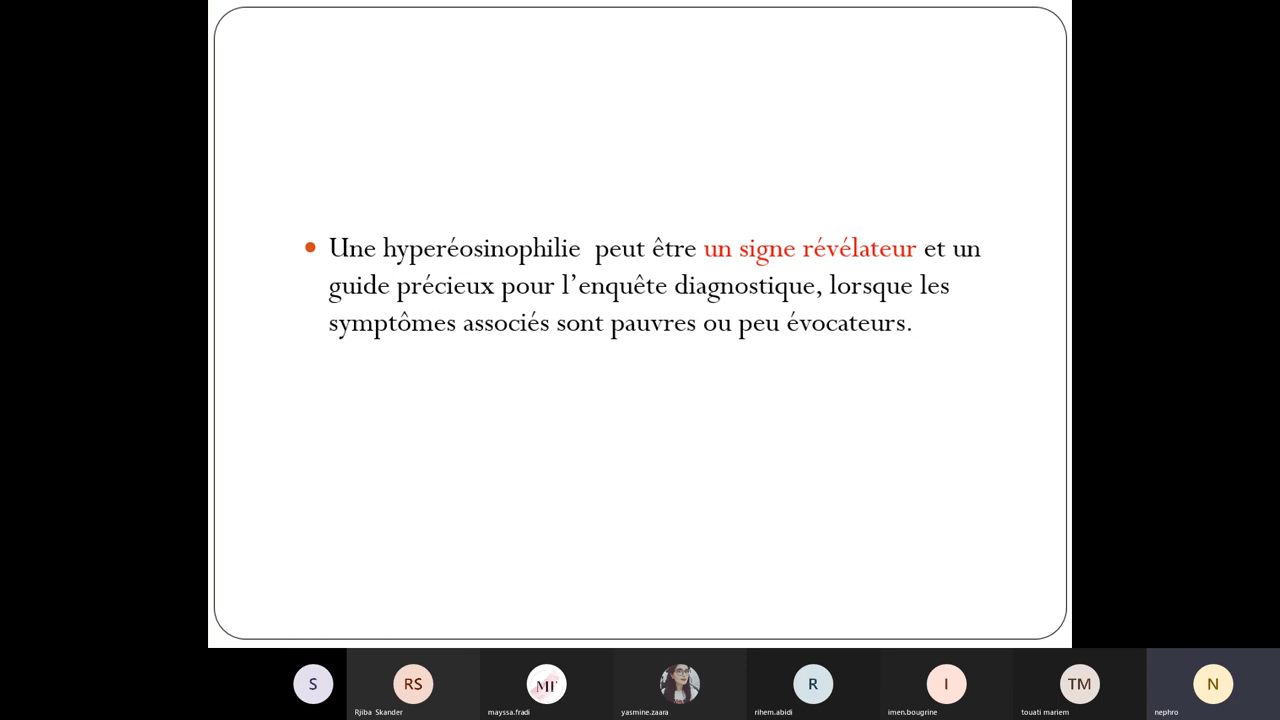 Une hyperéosinophilie peut être un signe révélateur et un
guide précieux pour l’enquête diagnostique, lorsque les
symptômes associés sont pauvres ou peu évocateurs.
S
RS
MF
R
I
TM
N
Rjiba Skander
mayssa.fradi
yasmine.zaara
rihem.abidi
imen.bougrine
touati mariem
nephro